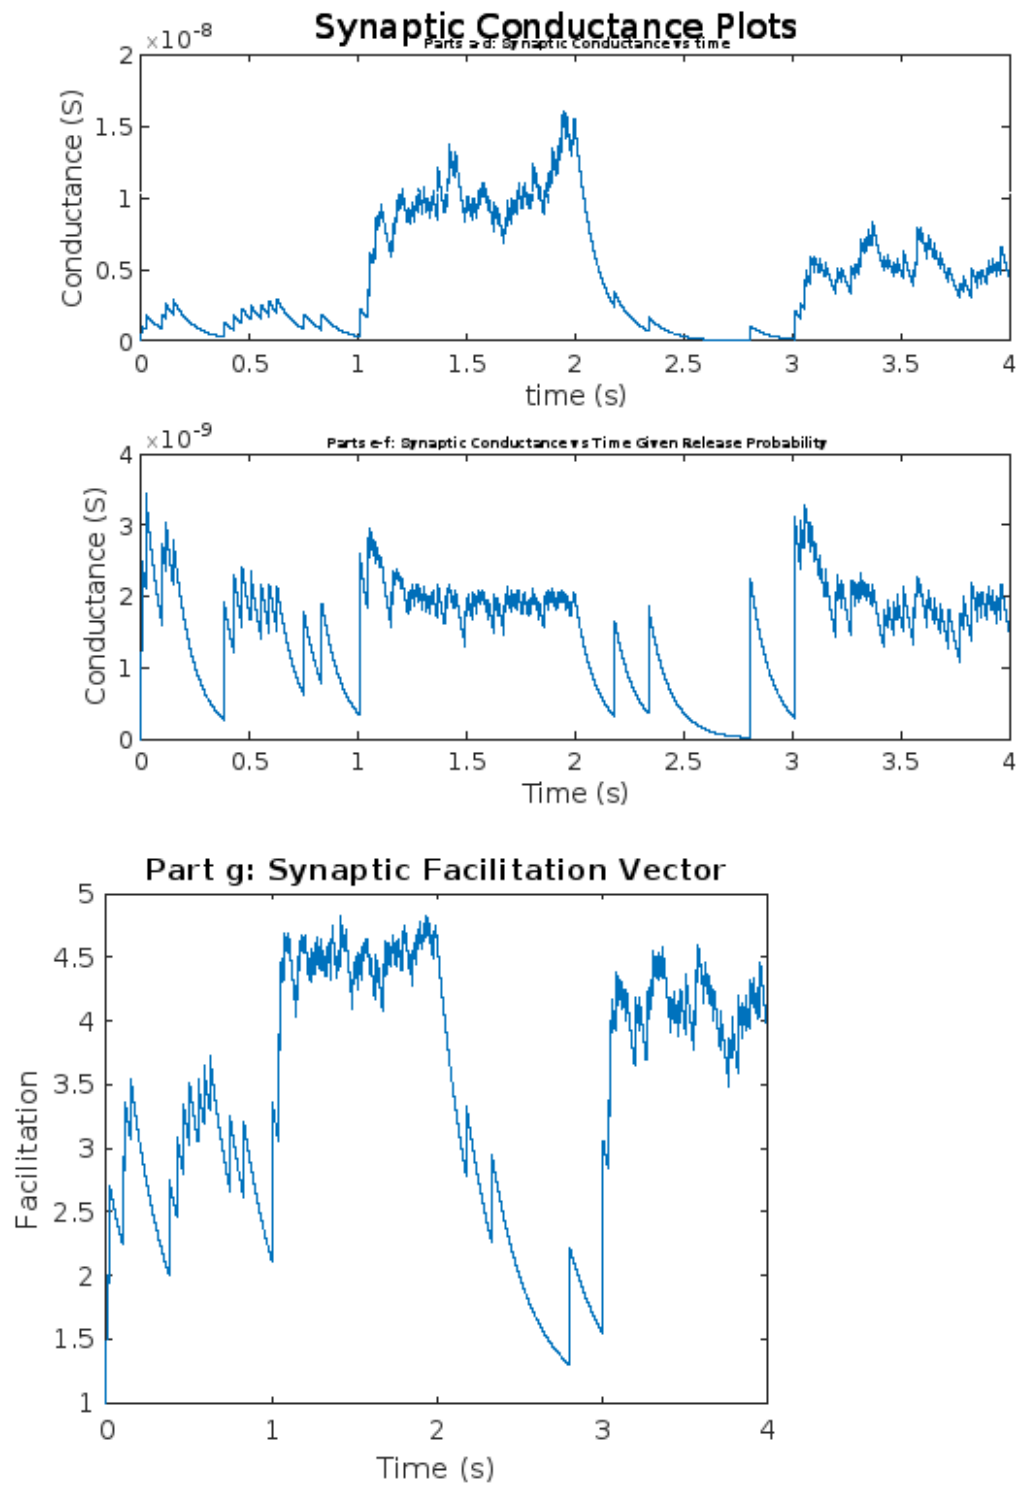 Synaptic Conductance Plots
Parts a-d: Synaptic Conductance vs time
×10-8
Conductance (S)
2
1.5
1
0.5
0
0 0.5 1 1.5 2 2.5 3 3.5 4
time (s)
Parts e-f: Synaptic Conductance vs Time Given Release Probability
×10-9
Conductance (S)
4
3
2
1
0
0 0.5 1 1.5 2 2.5 3 3.5 4
Time (s)
Part g: Synaptic Facilitation Vector
Facilitation
5
4.5
4
3.5
3
2.5
2
1.5
1
0 1 2 3 4
Time (s)